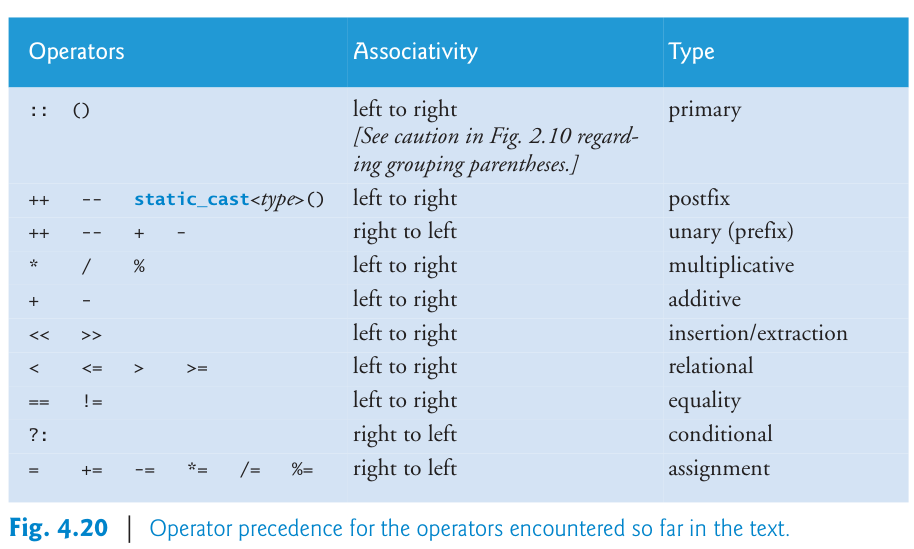 Operators Associativity Type
:: () left to right primary
[See caution in Fig. 2.10 regard-
ing grouping parentheses.]
++ -- static_cast<type>() left to right postfix
++ -- + - right to left unary (prefix)
* / % left to right multiplicative
+ - left to right additive
<< >> left to right insertion/extraction
< <= > >= left to right relational
== != left to right equality
?: right to left conditional
= += -= *= /= %= right to left assignment
Fig. 4.20 | Operator precedence for the operators encountered so far in the text.